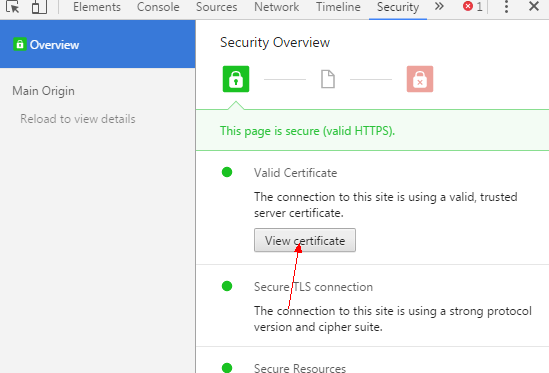 Elements Console Sources Network Timeline Security » 1
Overview
Main Origin
Reload to view details
Security Overview
This page is secure (valid HTTPS).
Valid Certificate
The connection to this site is using a valid, trusted
server certificate.
View certificate
Secure TLS connection
The connection to this site is using a strong protocol
version and cipher suite.
Secure Resources